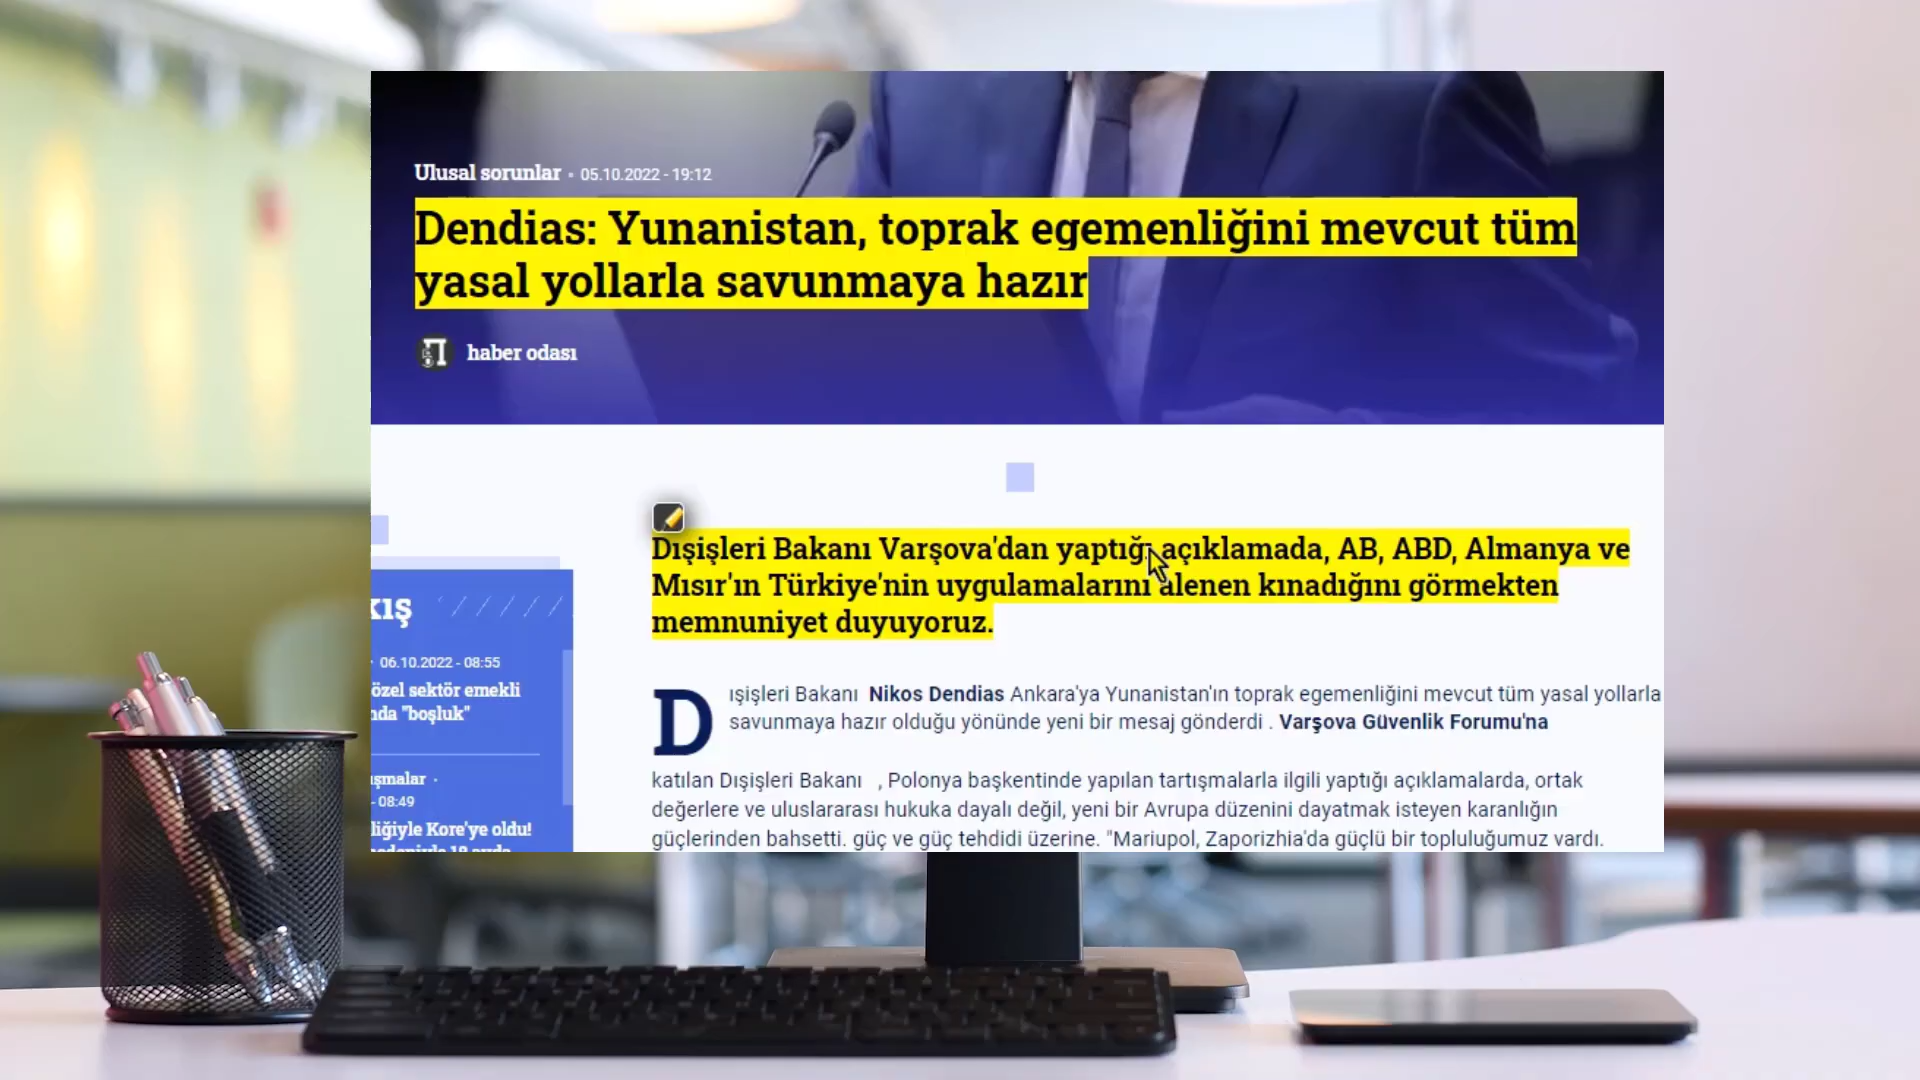 Ulusal sorunlar • 05.10.2022 - 19:12
Dendias: Yunanistan, toprak egemenliğini mevcut tüm
yasal yollarla savunmaya hazır
haber odası
Dışişleri Bakanı Varşova'dan yaptığı açıklamada, AB, ABD, Almanya ve
Mısır'ın Türkiye'nin uygulamalarını alenen kınadığını görmekten
memnuniyet duyuyoruz.
Dışişleri Bakanı Nikos Dendias Ankara'ya Yunanistan'ın toprak egemenliğini mevcut tüm yasal yollarla
savunmaya hazır olduğu yönünde yeni bir mesaj gönderdi . Varşova Güvenlik Forumu'na
katılan Dışişleri Bakanı , Polonya başkentinde yapılan tartışmalarla ilgili yaptığı açıklamalarda, ortak
değerlere ve uluslararası hukuka dayalı değil, yeni bir Avrupa düzenini dayatmak isteyen karanlığın
güçlerinden bahsetti. güç ve güç tehdidi üzerine. "Mariupol, Zaporizhia'da güçlü bir topluluğumuz vardı.
kış
06.10.2022 - 08:55
özel sektör emekli
nda "boşluk"
şmalar •
- 08:49
liğiyle Kore'ye oldu!